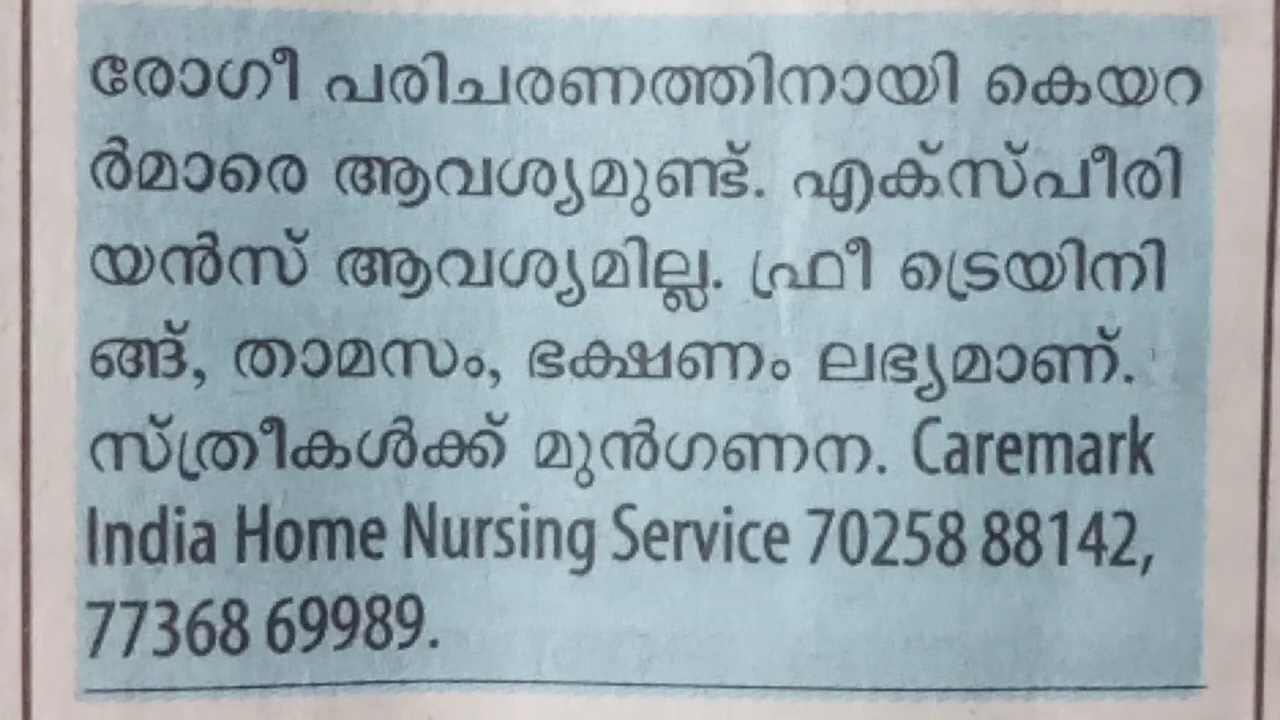 രോഗീ പരിചരണത്തിനായി കെയറ
ർമാരെ ആവശ്യമുണ്ട്. എക്സ്പീരി
യൻസ് ആവശ്യമില്ല. ഫ്രീ ട്രെയിനി
ങ്ങ്, താമസം, ഭക്ഷണം ലഭ്യമാണ്.
സ്ത്രീകൾക്ക് മുൻഗണന. Caremark
India Home Nursing Service 70258 88142,
77368 69989.